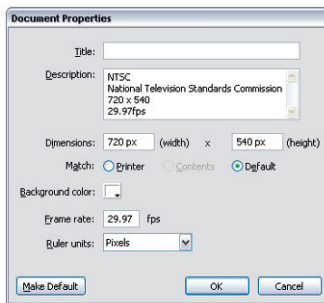 Document Properties
Title:
Description: NTSC
National Television Standards Commission
720 x 540
29.97fps
Dimensions: 720 px (width) x 540 px (height)
Match: Printer Contents Default
Background color:
Frame rate: 29.97 fps
Ruler units: Pixels
Make Default OK Cancel